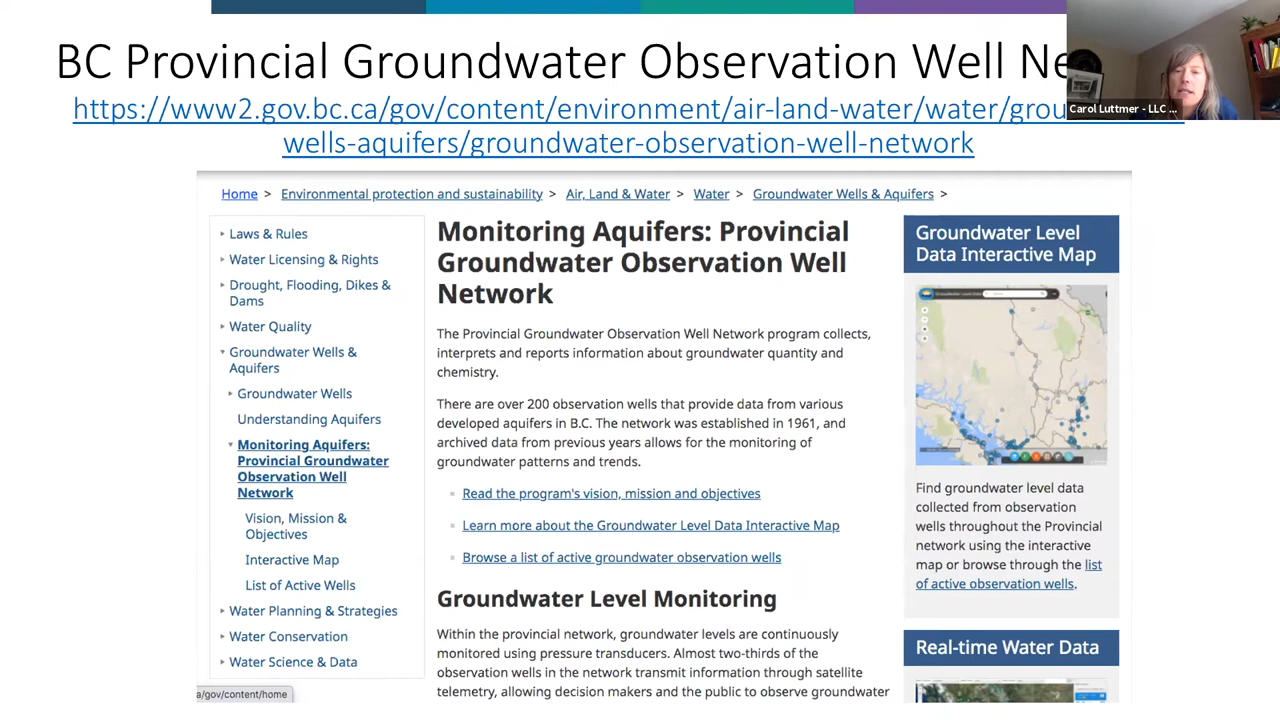 BC Provincial Groundwater Observation Well Ne
https://www2.gov.bc.ca/gov/content/environment/air-land-water/water/grou
wells-aquifers/groundwater-observation-well-network
Carol Luttmer - LLC ...
Home > Environmental protection and sustainability > Air, Land & Water > Water > Groundwater Wells & Aquifers >
Laws & Rules
Water Licensing & Rights
Drought, Flooding, Dikes &
Dams
Water Quality
Groundwater Wells &
Aquifers
Groundwater Wells
Understanding Aquifers
Monitoring Aquifers:
Provincial Groundwater
Observation Well
Network
Vision, Mission &
Objectives
Interactive Map
List of Active Wells
Water Planning & Strategies
Water Conservation
Water Science & Data
a/gov/content/home
Monitoring Aquifers: Provincial
Groundwater Observation Well
Network
The Provincial Groundwater Observation Well Network program collects,
interprets and reports information about groundwater quantity and
chemistry.
There are over 200 observation wells that provide data from various
developed aquifers in B.C. The network was established in 1961, and
archived data from previous years allows for the monitoring of
groundwater patterns and trends.
Read the program's vision, mission and objectives
Learn more about the Groundwater Level Data Interactive Map
Browse a list of active groundwater observation wells
Groundwater Level Monitoring
Within the provincial network, groundwater levels are continuously
monitored using pressure transducers. Almost two-thirds of the
observation wells in the network transmit information through satellite
telemetry, allowing decision makers and the public to observe groundwater
Groundwater Level
Data Interactive Map
Find groundwater level data
collected from observation
wells throughout the Provincial
network using the interactive
map or browse through the list
of active observation wells.
Real-time Water Data